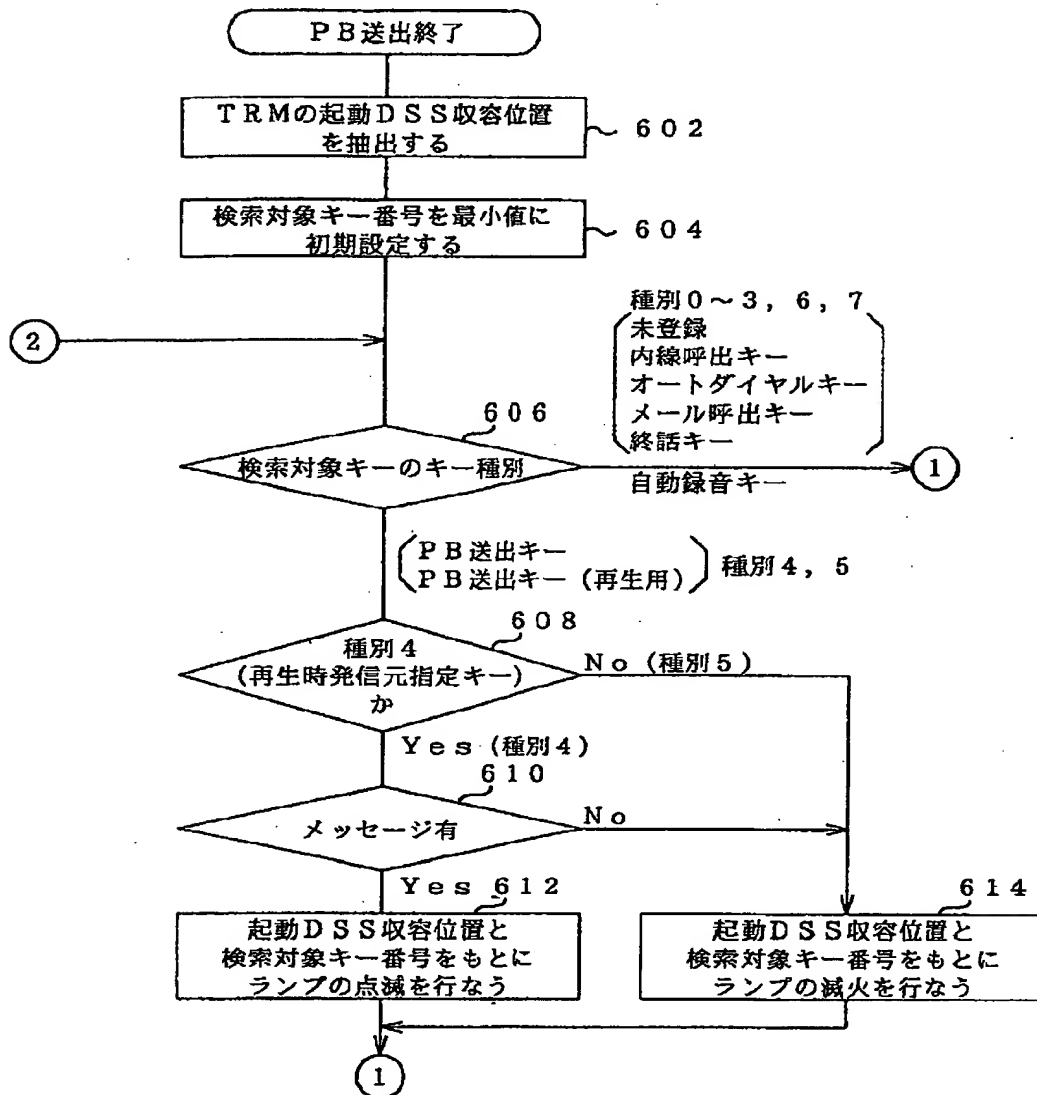 PB送出終了
TRMの起動DSS収容位置
を抽出する
602
検索対象キー番号を最小値に
初期設定する
604
種別0～3，6，7
未登録
内線呼出キー
オートダイヤルキー
メール呼出キー
終話キー
自動録音キー
2
606
検索対象キーのキー種別
1
PB送出キー
PB送出キー（再生用）
種別4，5
608
種別4
(再生時発信元指定キー)
か
No（種別5）
Yes（種別4）
610
メッセージ有
No
Yes
612
起動DSS収容位置と
検索対象キー番号をもとに
ランプの点滅を行なう
614
起動DSS収容位置と
検索対象キー番号をもとに
ランプの滅火を行なう
1